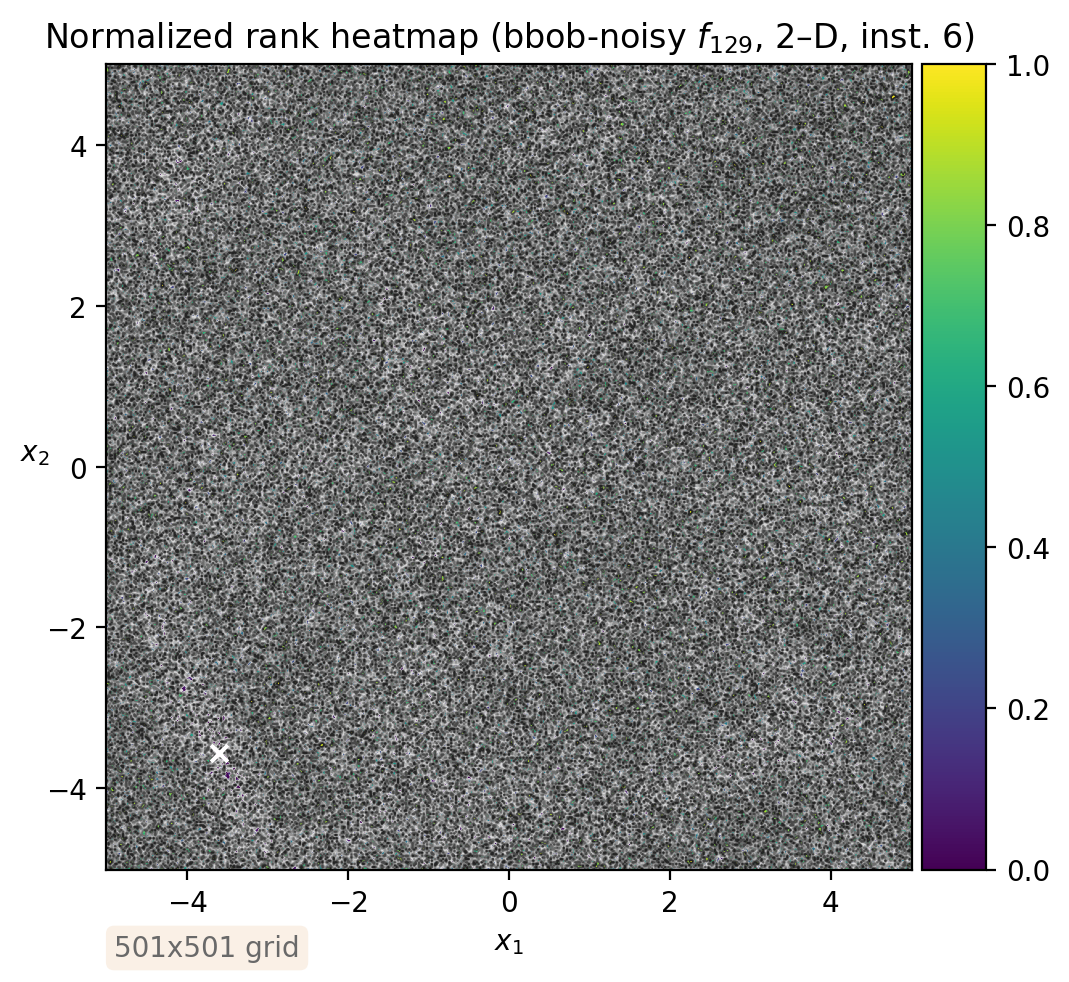 Normalized rank heatmap (bbob-noisy f₁₂₉, 2–D, inst. 6)
1.0
4
0.8
2
0.6
x₂ 0
0.4
−2
0.2
−4
0.0
−4 −2 0 2 4
x₁
501x501 grid